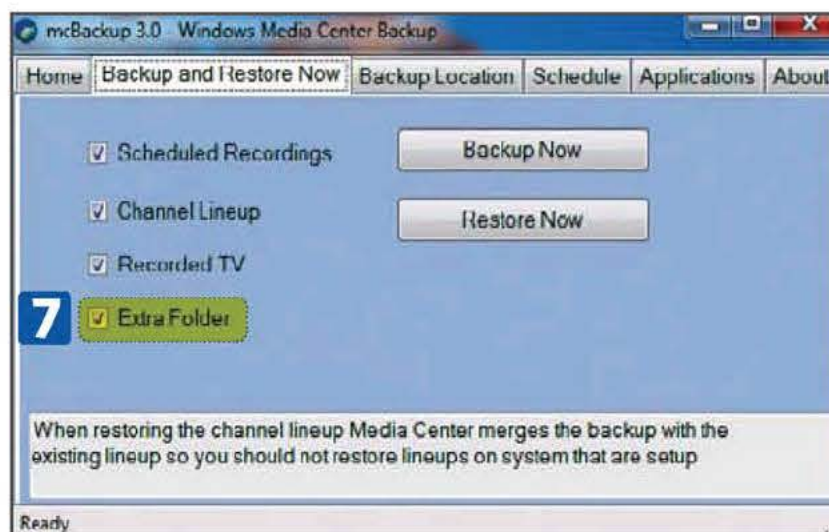 mcBackup 3.0 - Windows Media Center Backup
Home Backup and Restore Now Backup Location Schedule Applications About
Scheduled Recordings Backup Now
Channel Lineup Restore Now
Recorded TV
7 Extra Folder
When restoring the channel lineup Media Center merges the backup with the
existing lineup so you should not restore lineups on system that are setup
Ready